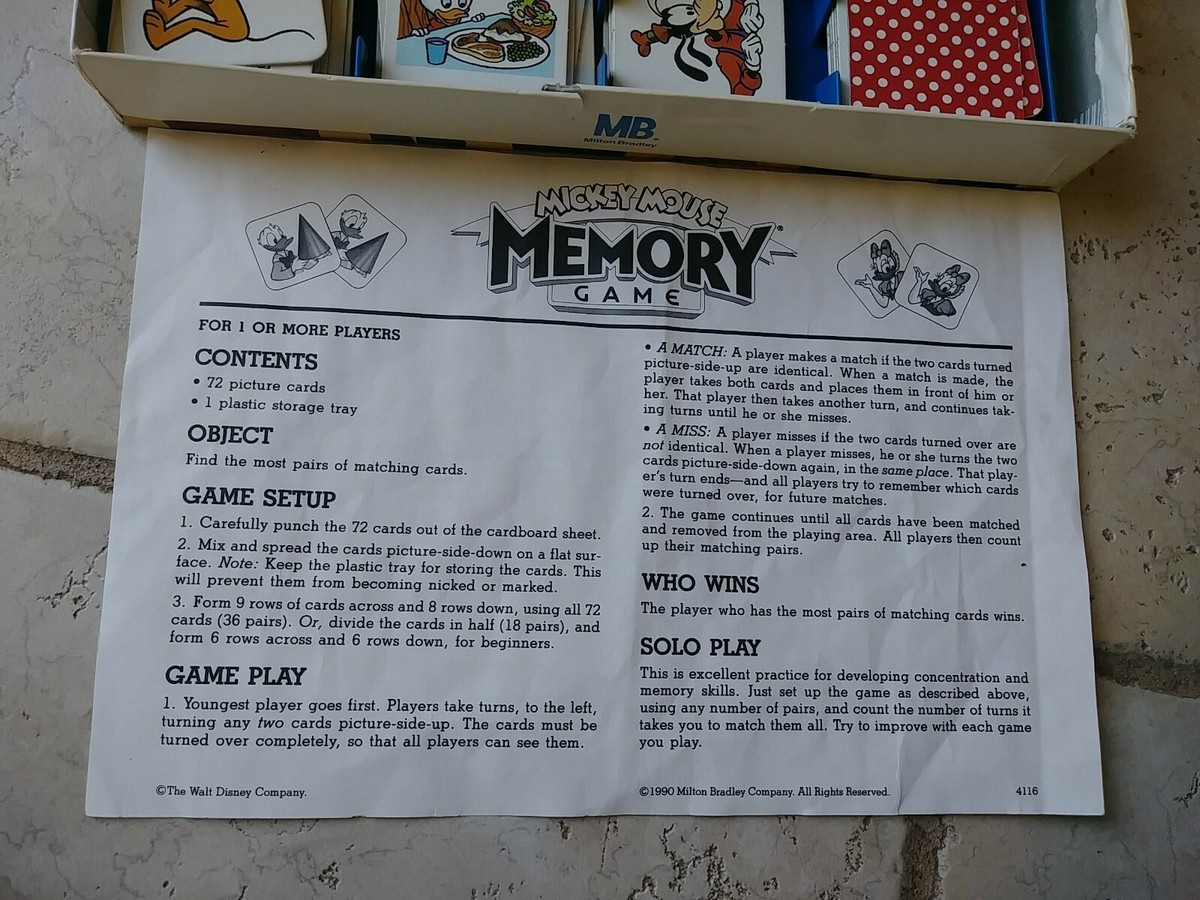 MB
Milton Bradley
MICKEY MOUSE
MEMORY®
GAME
FOR 1 OR MORE PLAYERS
CONTENTS
• 72 picture cards
• 1 plastic storage tray
OBJECT
Find the most pairs of matching cards.
GAME SETUP
1. Carefully punch the 72 cards out of the cardboard sheet.
2. Mix and spread the cards picture-side-down on a flat sur-
face. Note: Keep the plastic tray for storing the cards. This
will prevent them from becoming nicked or marked.
3. Form 9 rows of cards across and 8 rows down, using all 72
cards (36 pairs). Or, divide the cards in half (18 pairs), and
form 6 rows across and 6 rows down, for beginners.
GAME PLAY
1. Youngest player goes first. Players take turns, to the left,
turning any two cards picture-side-up. The cards must be
turned over completely, so that all players can see them.
• A MATCH: A player makes a match if the two cards turned
picture-side-up are identical. When a match is made, the
player takes both cards and places them in front of him or
her. That player then takes another turn, and continues tak-
ing turns until he or she misses.
• A MISS: A player misses if the two cards turned over are
not identical. When a player misses, he or she turns the two
cards picture-side-down again, in the same place. That play-
er's turn ends—and all players try to remember which cards
were turned over, for future matches.
2. The game continues until all cards have been matched
and removed from the playing area. All players then count
up their matching pairs.
WHO WINS
The player who has the most pairs of matching cards wins.
SOLO PLAY
This is excellent practice for developing concentration and
memory skills. Just set up the game as described above,
using any number of pairs, and count the number of turns it
takes you to match them all. Try to improve with each game
you play.
©The Walt Disney Company.
©1990 Milton Bradley Company. All Rights Reserved.
4116